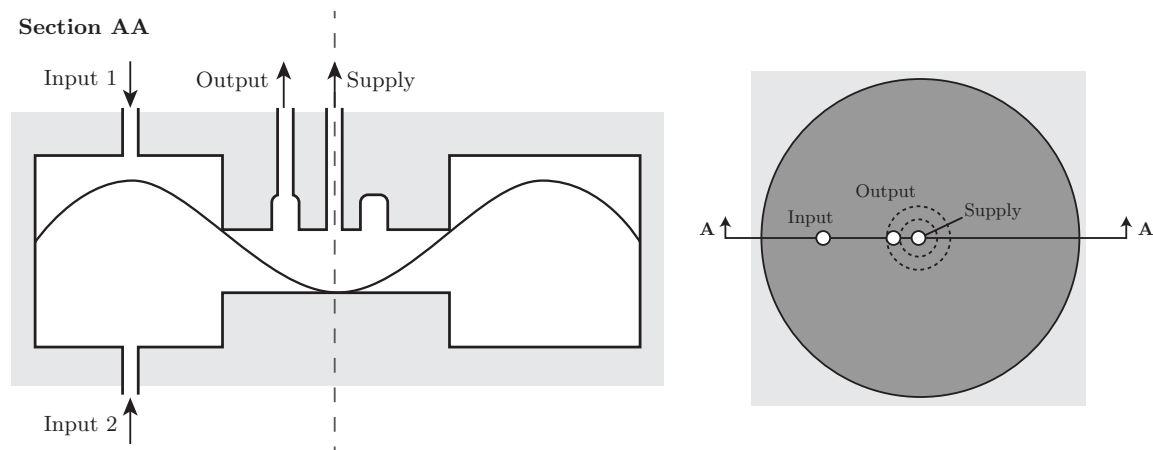 Section AA
Input 1
Output
Supply
Input 2
Output
Input
Supply
A
A